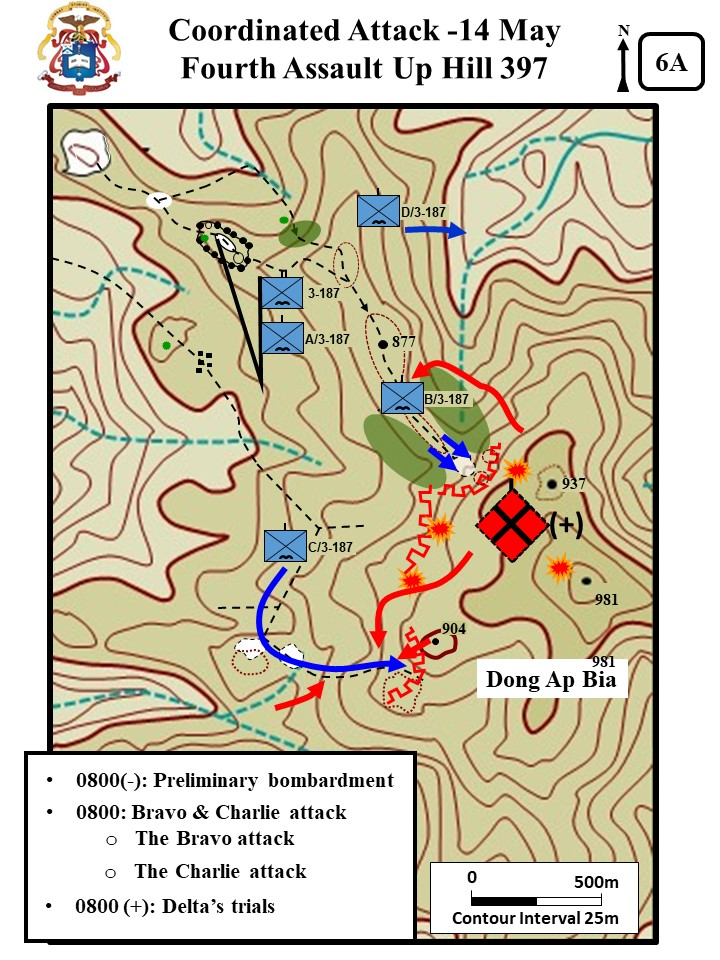 Coordinated Attack -14 May
Fourth Assault Up Hill 397
N
6A
D/3-187
3-187
A/3-187
877
B/3-187
937
(+)
C/3-187
981
904
981
Dong Ap Bia
• 0800(-): Preliminary bombardment
• 0800: Bravo & Charlie attack
o The Bravo attack
o The Charlie attack
• 0800 (+): Delta's trials
0 500m
Contour Interval 25m